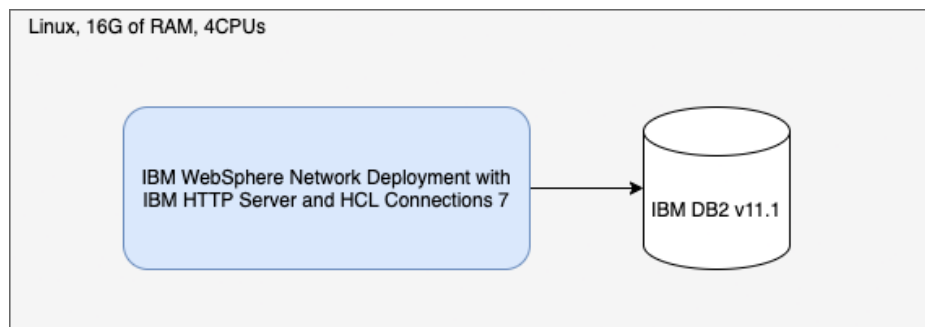 Linux, 16G of RAM, 4CPUs
IBM WebSphere Network Deployment with
IBM HTTP Server and HCL Connections 7
IBM DB2 v11.1